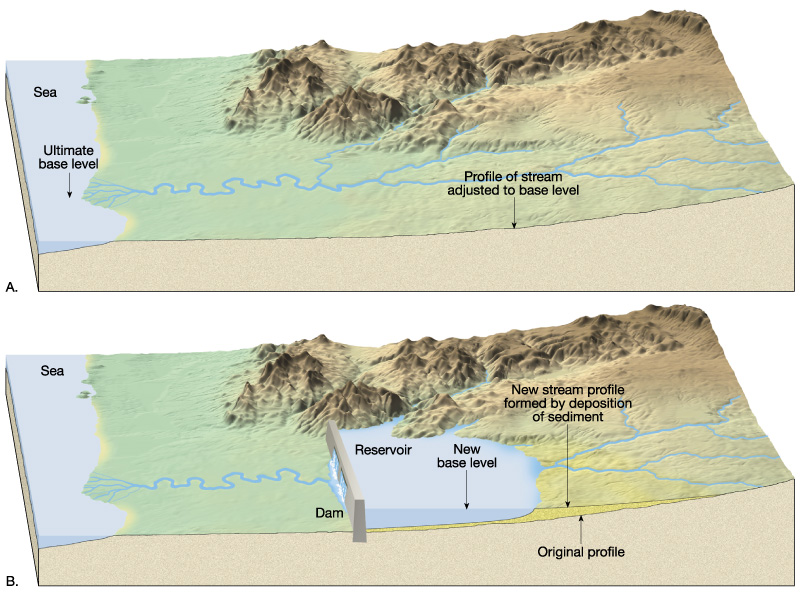 Sea
Ultimate
base level
Profile of stream
adjusted to base level
A.
Sea
New stream profile
formed by deposition
of sediment
Reservoir
New
base level
Dam
Original profile
B.